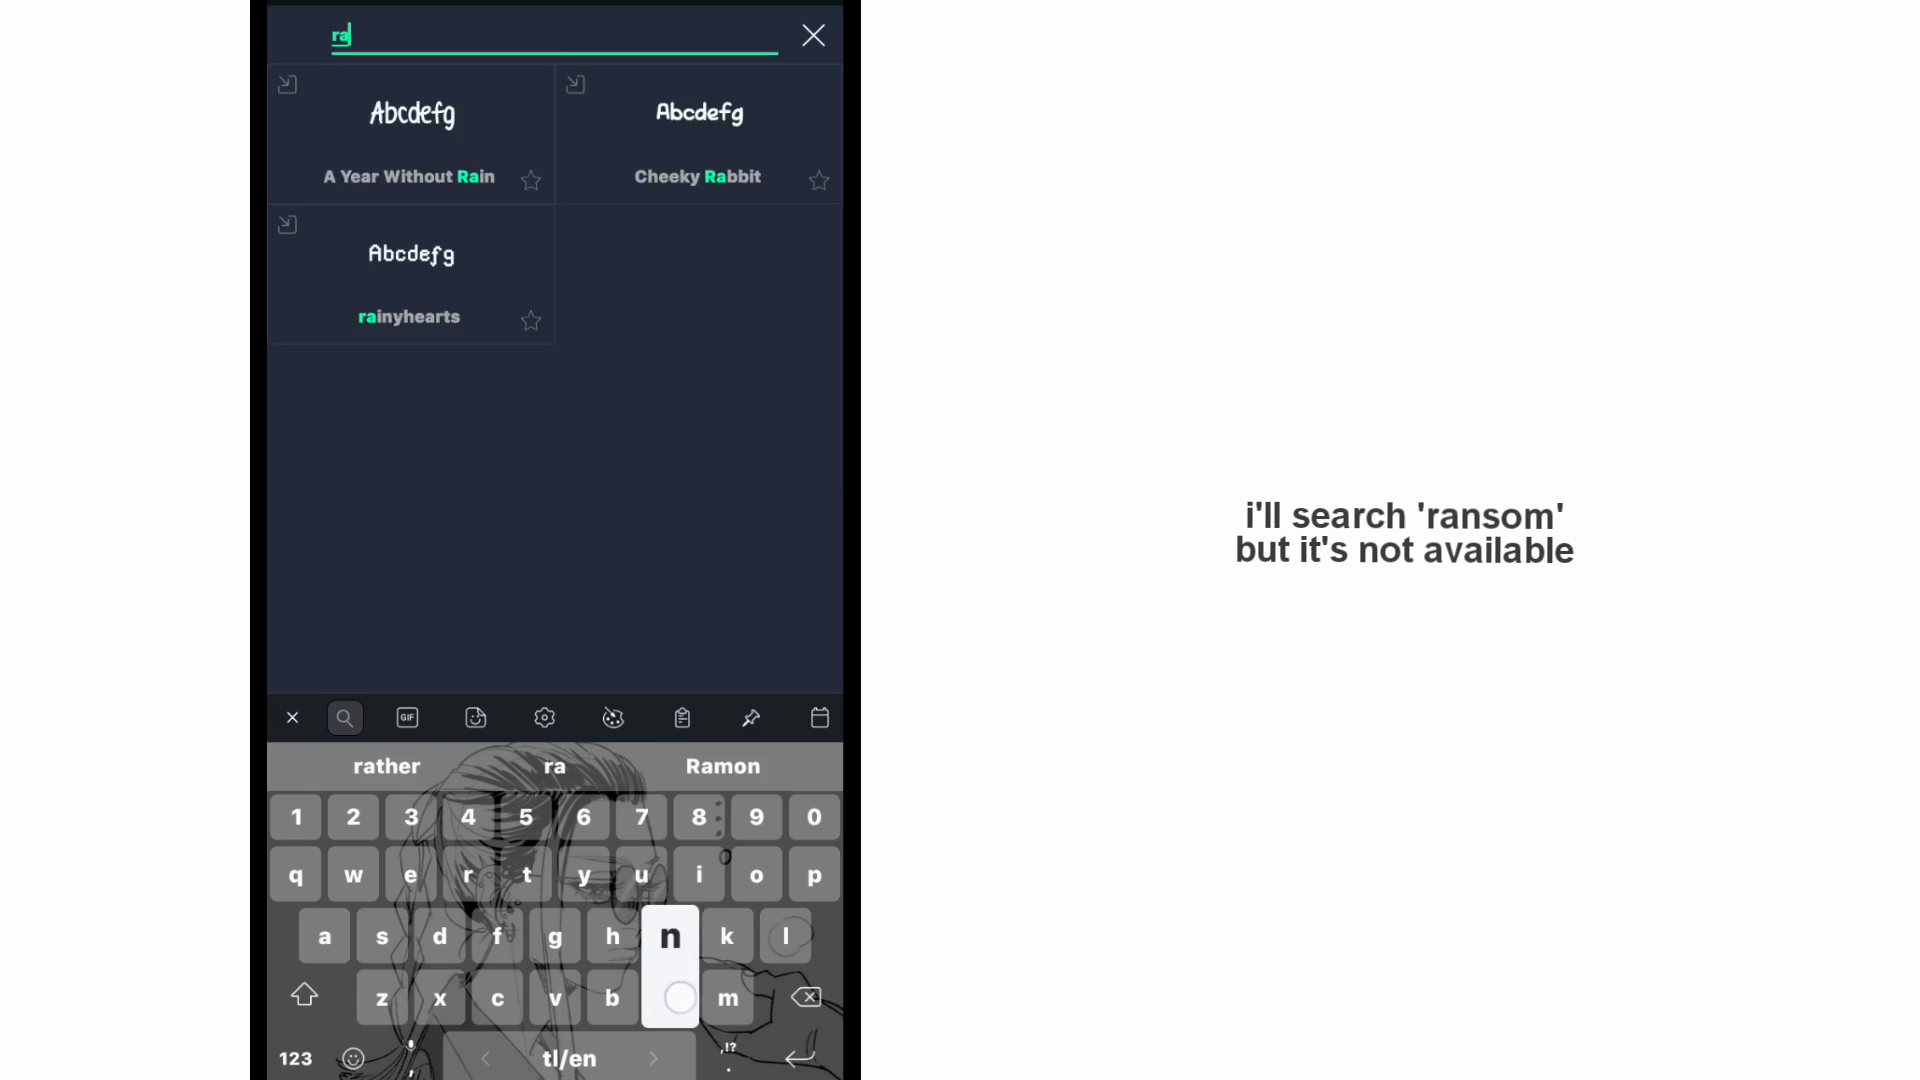 ra
Abcdefg
Abcdefg
A Year Without Rain
Cheeky Rabbit
Abcdefg
rainyhearts
GIF
rather ra Ramon
1 2 3 4 5 6 7 8 9 0
q w e r t y u i o p
a s d f g h n k l
z x c v b m
123 , < tl/en > ,!? .
i'll search 'ransom'
but it's not available